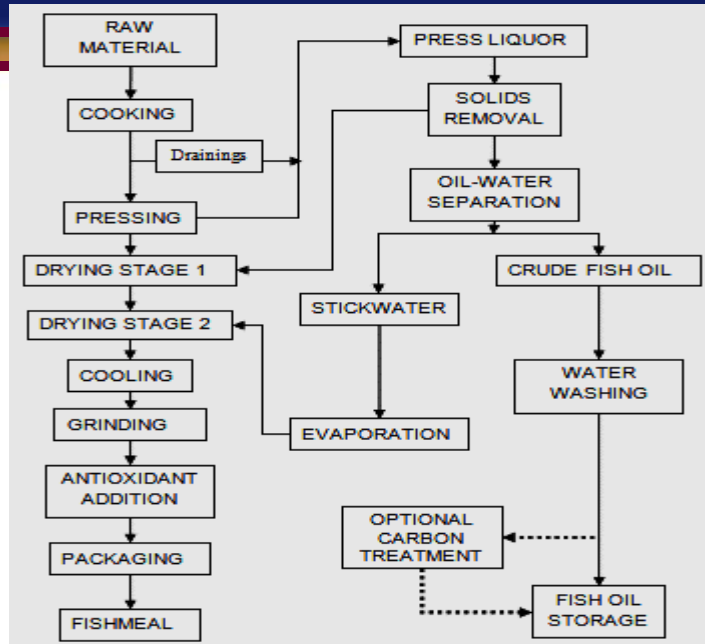 RAW
MATERIAL
COOKING
Drainings
PRESSING
DRYING STAGE 1
DRYING STAGE 2
COOLING
GRINDING
ANTIOXIDANT
ADDITION
PACKAGING
FISHMEAL
PRESS LIQUOR
SOLIDS
REMOVAL
OIL-WATER
SEPARATION
STICKWATER
EVAPORATION
CRUDE FISH OIL
WATER
WASHING
OPTIONAL
CARBON
TREATMENT
FISH OIL
STORAGE